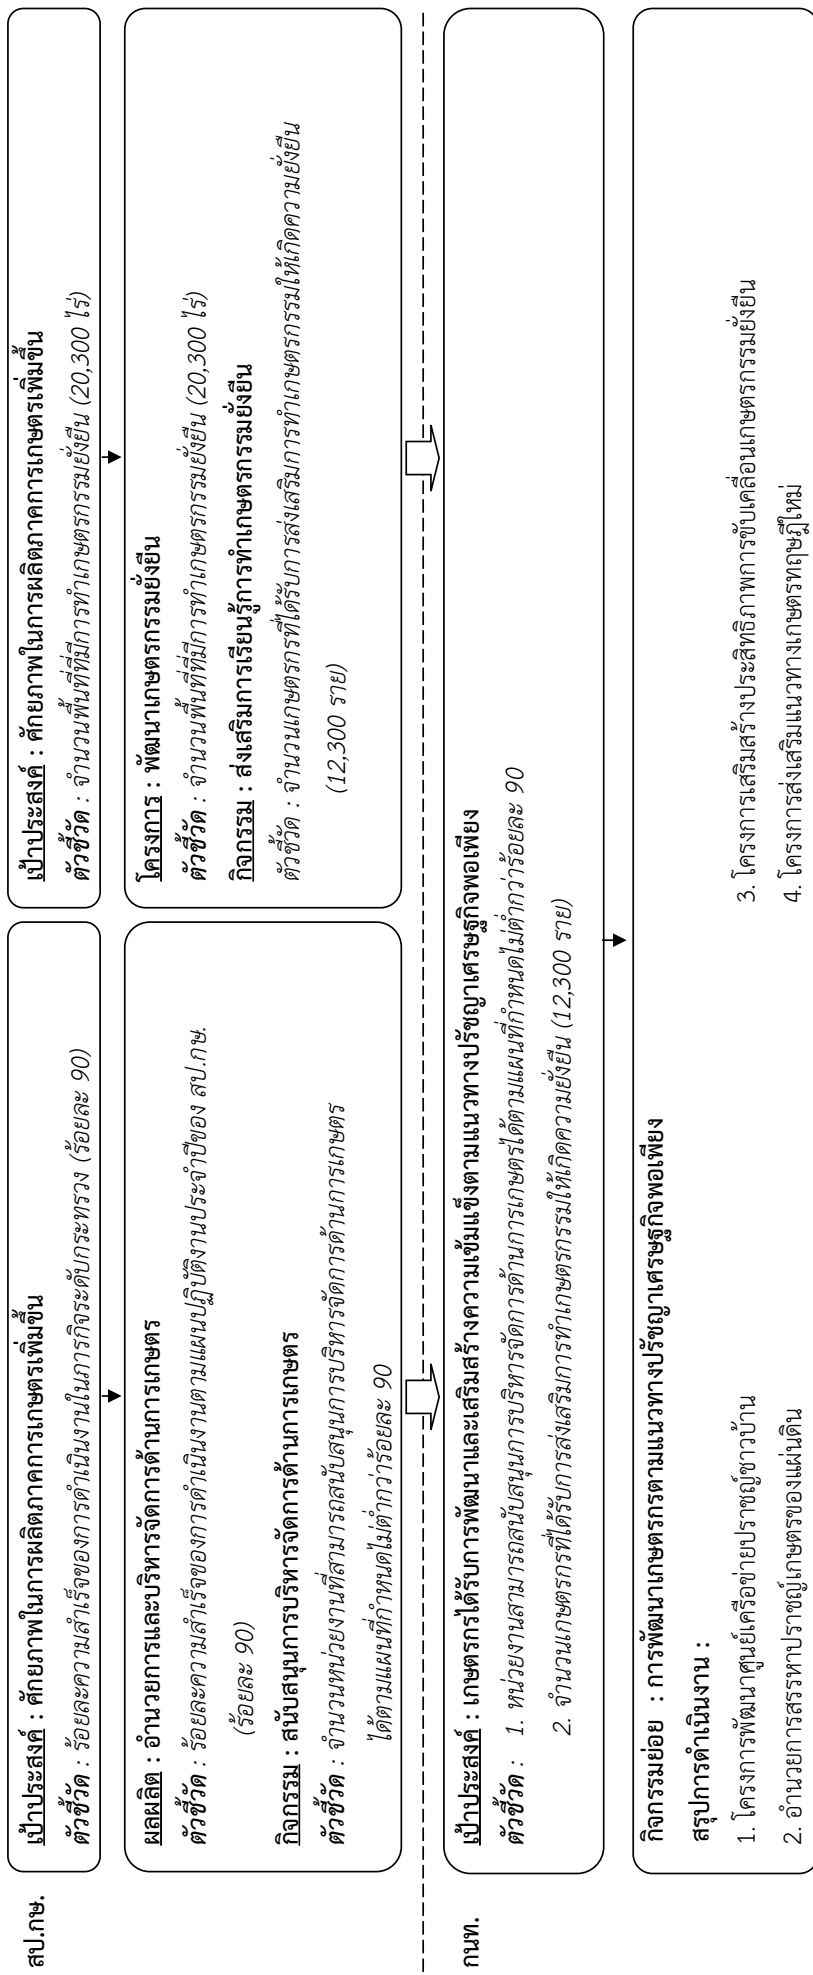 สป.กษ.
เป้าประสงค์ : ศักยภาพในการผลิตภาคการเกษตรเพิ่มขึ้น
ตัวชี้วัด : ร้อยละความสำเร็จของการดำเนินงานในภารกิจระดับกระทรวง (ร้อยละ 90)
เป้าประสงค์ : ศักยภาพในการผลิตภาคการเกษตรเพิ่มขึ้น
ตัวชี้วัด : จำนวนพื้นที่ที่มีการทำเกษตรกรรมยั่งยืน (20,300 ไร่)
ผลผลิต : อำนวยการและบริหารจัดการด้านการเกษตร
ตัวชี้วัด : ร้อยละความสำเร็จของการดำเนินงานตามแผนปฏิบัติงานประจำปีของ สป.กษ.
(ร้อยละ 90)
กิจกรรม : สนับสนุนการบริหารจัดการด้านการเกษตร
ตัวชี้วัด : จำนวนหน่วยงานที่สามารถสนับสนุนการบริหารจัดการด้านการเกษตร
ได้ตามแผนที่กำหนดไม่ต่ำกว่าร้อยละ 90
โครงการ : พัฒนาเกษตรกรรมยั่งยืน
ตัวชี้วัด : จำนวนพื้นที่ที่มีการทำเกษตรกรรมยั่งยืน (20,300 ไร่)
กิจกรรม : ส่งเสริมการเรียนรู้การทำเกษตรกรรมยั่งยืน
ตัวชี้วัด : จำนวนเกษตรกรที่ได้รับการส่งเสริมการทำเกษตรกรรมให้เกิดความยั่งยืน
(12,300 ราย)
กนท.
เป้าประสงค์ : เกษตรกรได้รับการพัฒนาและเสริมสร้างความเข้มแข็งตามแนวทางปรัชญาเศรษฐกิจพอเพียง
ตัวชี้วัด : 1. หน่วยงานสามารถสนับสนุนการบริหารจัดการด้านการเกษตรได้ตามแผนที่กำหนดไม่ต่ำกว่าร้อยละ 90
2. จำนวนเกษตรกรที่ได้รับการส่งเสริมการทำเกษตรกรรมให้เกิดความยั่งยืน (12,300 ราย)
กิจกรรมย่อย : การพัฒนาเกษตรกรตามแนวทางปรัชญาเศรษฐกิจพอเพียง
สรุปการดำเนินงาน :
1. โครงการพัฒนาศูนย์เครือข่ายปราชญ์ชาวบ้าน
2. อำนวยการสรรหาปราชญ์เกษตรของแผ่นดิน
3. โครงการเสริมสร้างประสิทธิภาพการขับเคลื่อนเกษตรกรรมยั่งยืน
4. โครงการส่งเสริมแนวทางเกษตรทฤษฎีใหม่